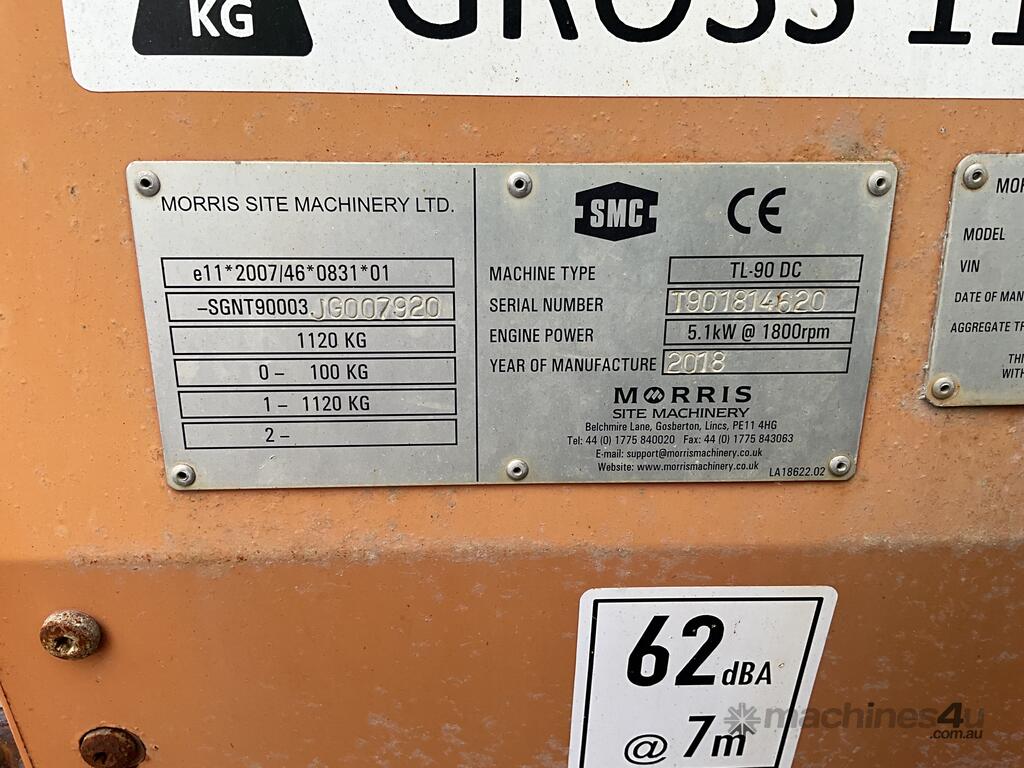 KG
GROSS 11
MORRIS SITE MACHINERY LTD.
e11*2007/46*0831*01
-SGNT90003 JG007920
1120 KG
0 - 100 KG
1 - 1120 KG
2 -
SMC CE
MACHINE TYPE TL-90 DC
SERIAL NUMBER T901814620
ENGINE POWER 5.1kW @ 1800rpm
YEAR OF MANUFACTURE 2018
MORRIS
SITE MACHINERY
Belchmire Lane, Gosberton, Lincs, PE11 4HG
Tel: 44 (0) 1775 840020 Fax: 44 (0) 1775 843063
E-mail: support@morrismachinery.co.uk
Website: www.morrismachinery.co.uk
LA18622.02
MOR
MODEL
VIN
DATE OF MAN
AGGREGATE TR
THI
WITH
62 dBA
@ 7m
machines4u
.com.au